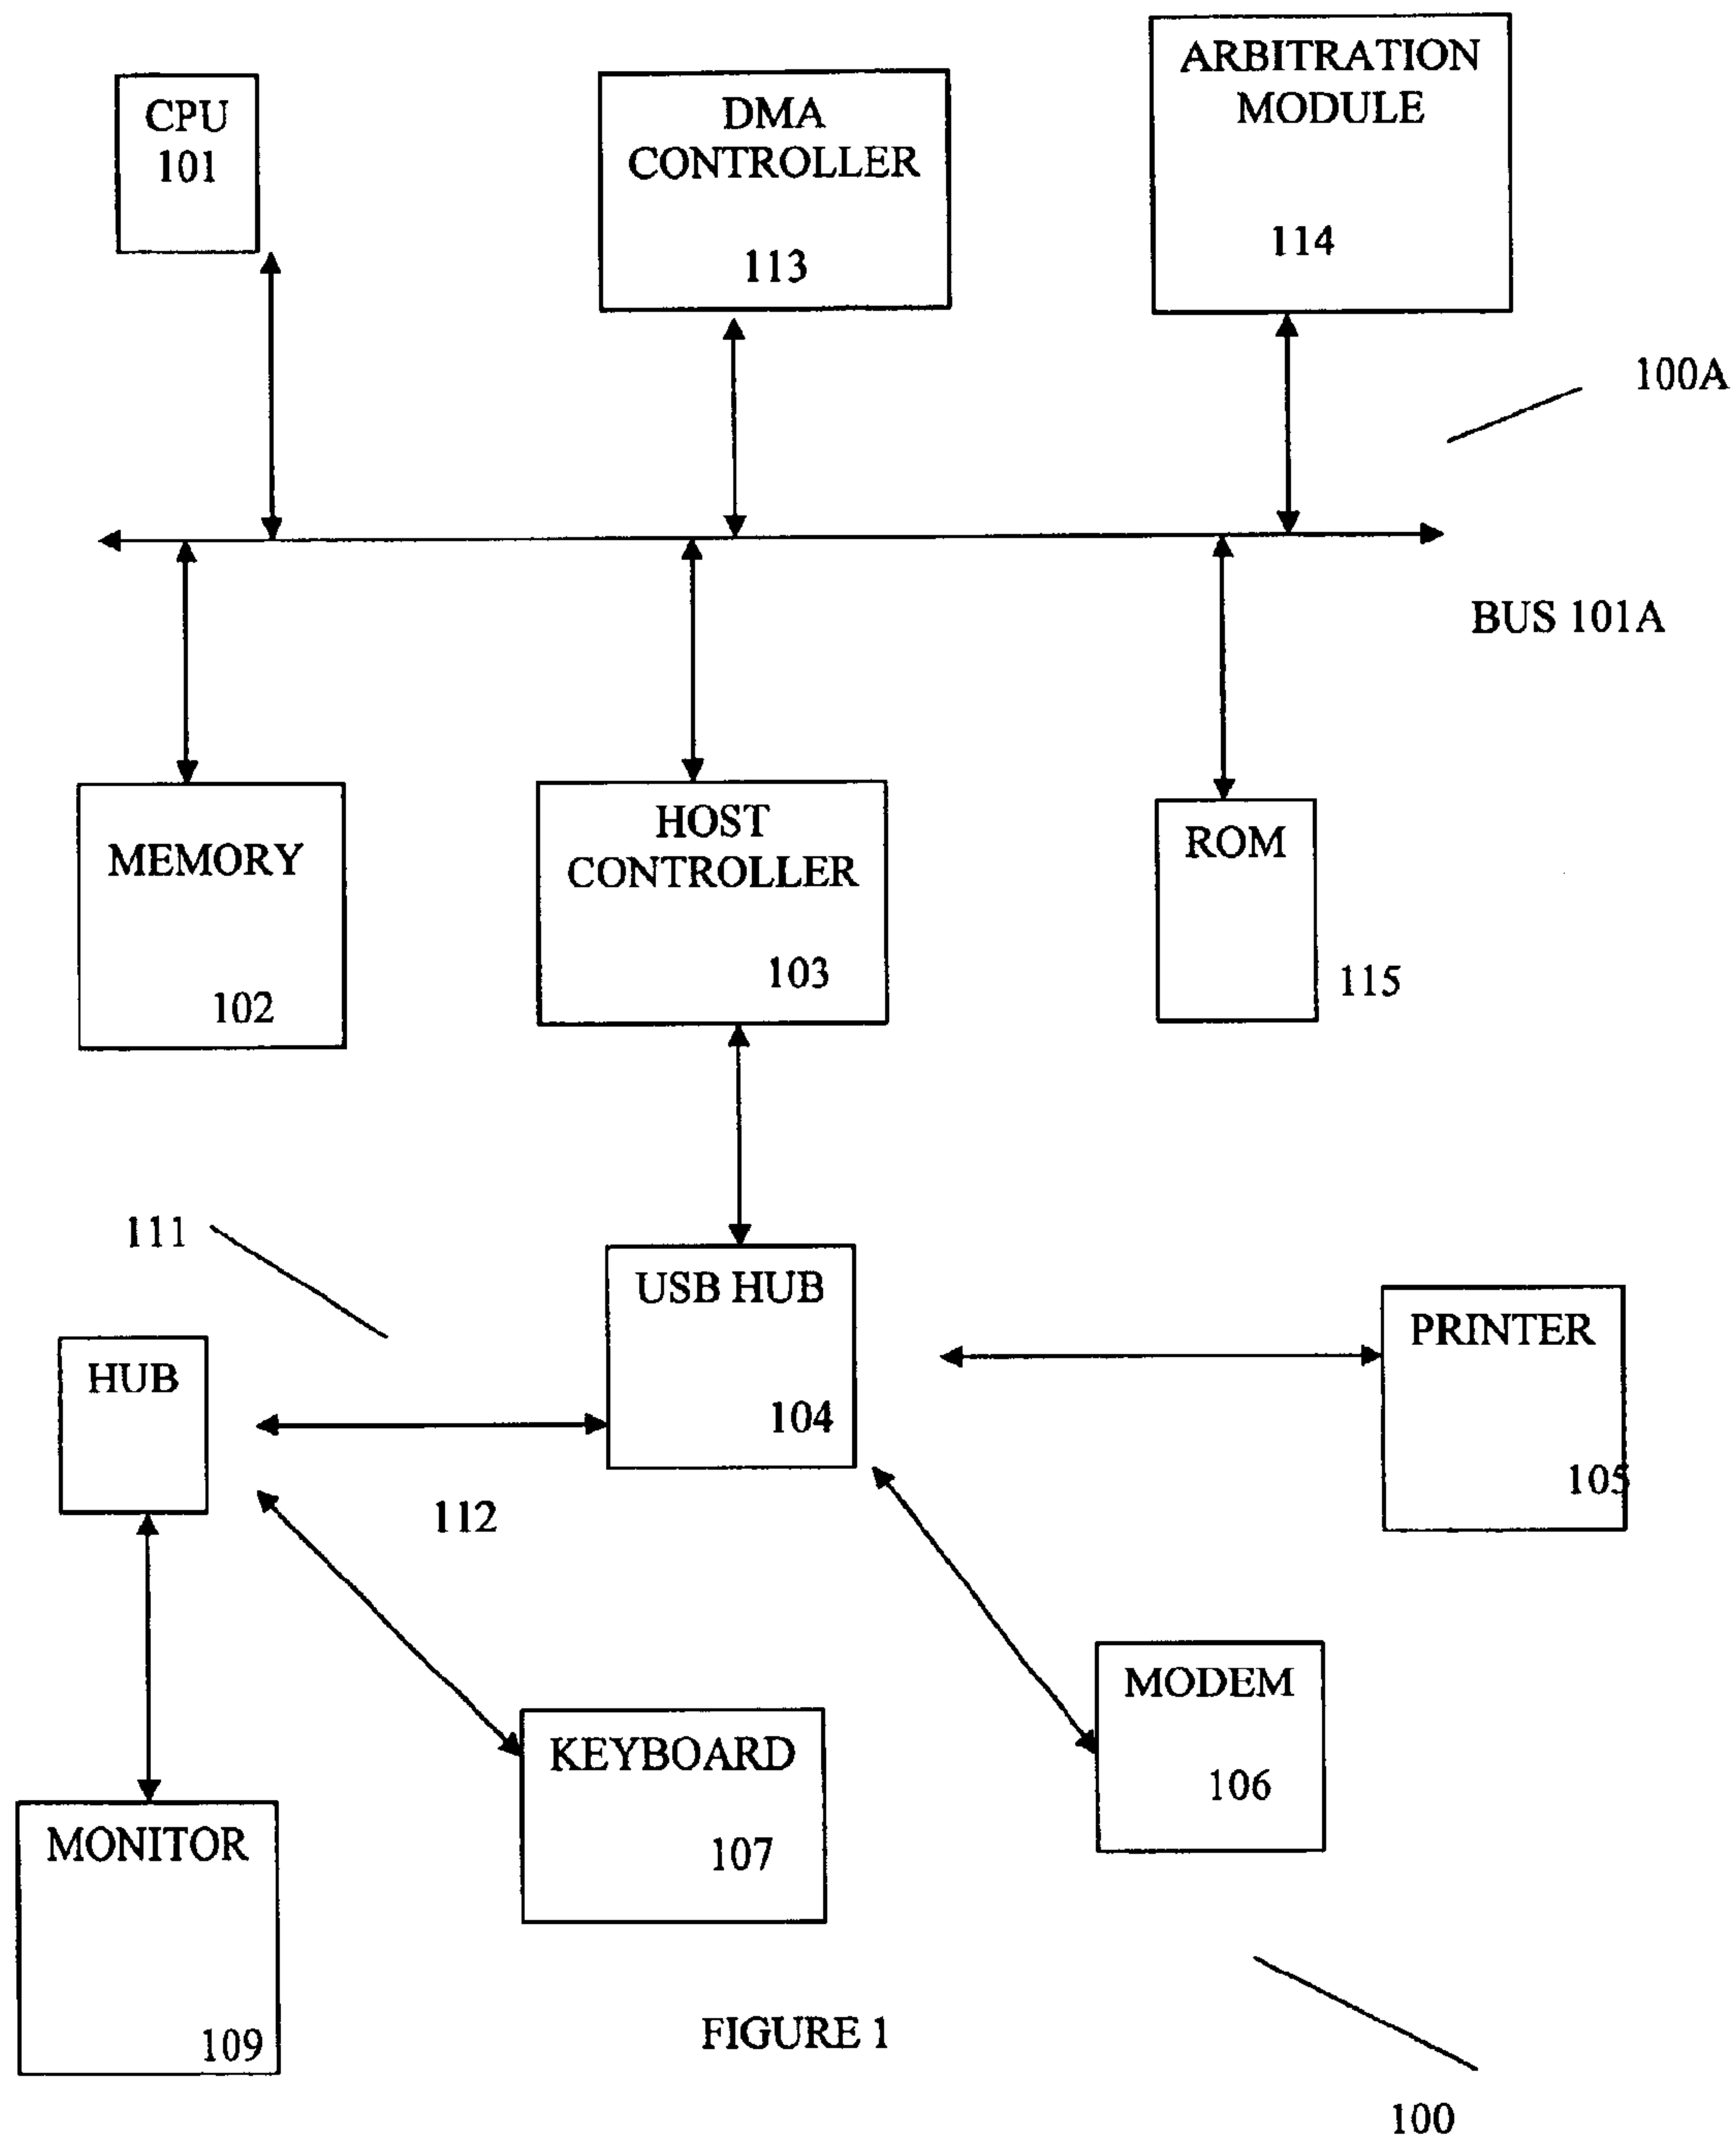 CPU
101
DMA
CONTROLLER
113
ARBITRATION
MODULE
114
100A
BUS 101A
MEMORY
102
HOST
CONTROLLER
103
ROM
115
111
HUB
USB HUB
104
PRINTER
105
112
MONITOR
109
KEYBOARD
107
MODEM
106
FIGURE 1
100